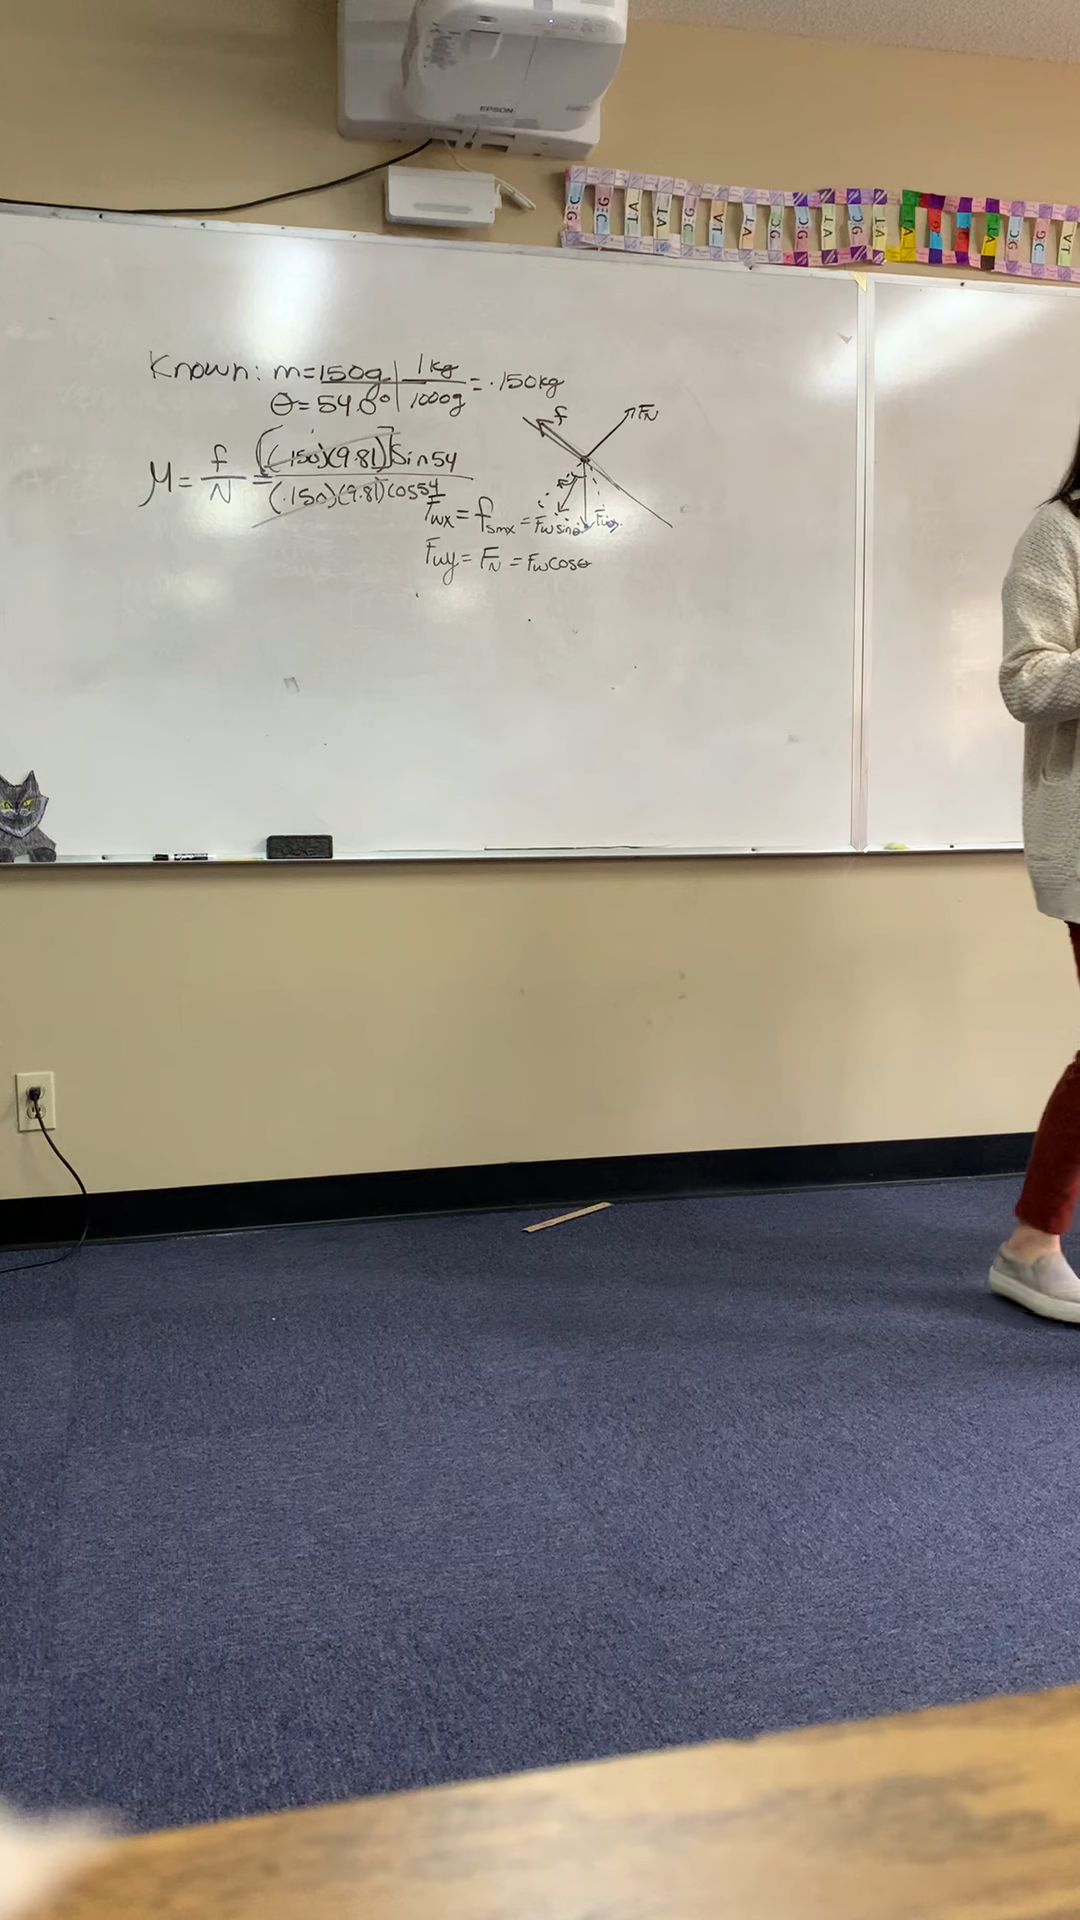 EPSON
Known: m=150g | 1kg = .150kg
θ=54.0° | 1000g
μ = f = [(.150)(9.81)]sin54
N (.150)(9.81)cos54
f
FN
Fwx = fsmx = Fwsinθ
Fwy = FN = Fwcosθ